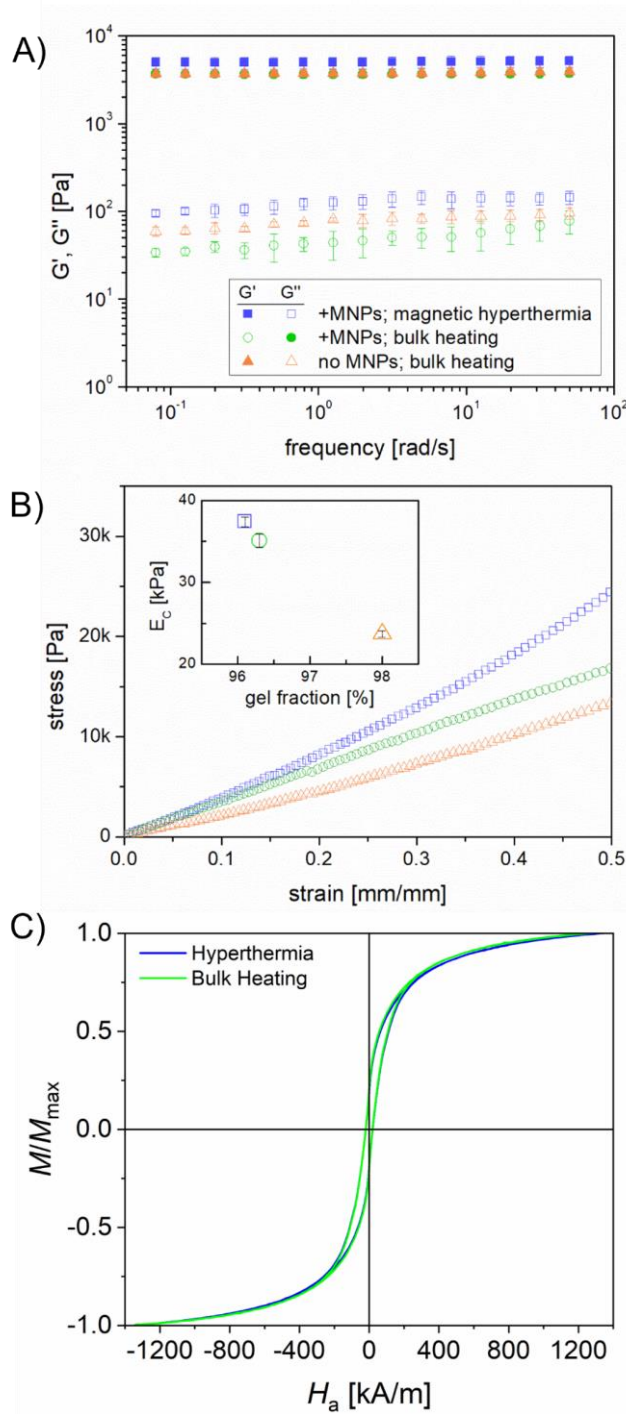 A)
10⁴
10³
10²
10¹
10⁰
G', G'' [Pa]
G' G''
+MNPs; magnetic hyperthermia
+MNPs; bulk heating
no MNPs; bulk heating
10⁻¹ 10⁰ 10¹ 10²
frequency [rad/s]
B)
30k
20k
10k
0
stress [Pa]
40
35
30
25
20
E_C [kPa]
96 97 98
gel fraction [%]
0.0 0.1 0.2 0.3 0.4 0.5
strain [mm/mm]
C)
1.0
0.5
0.0
-0.5
-1.0
M/M_max
Hyperthermia
Bulk Heating
-1200 -800 -400 0 400 800 1200
H_a [kA/m]